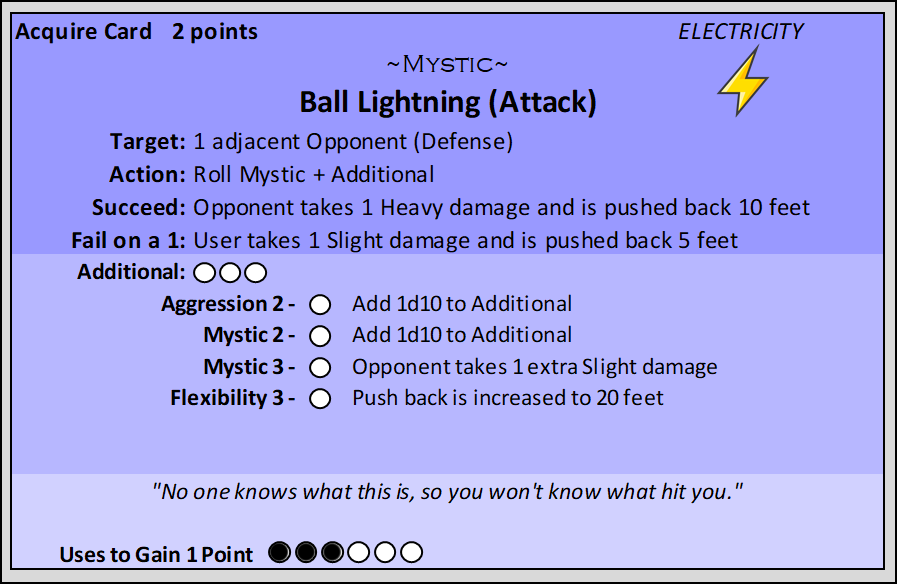 Acquire Card 2 points ELECTRICITY
~MYSTIC~
Ball Lightning (Attack)
Target: 1 adjacent Opponent (Defense)
Action: Roll Mystic + Additional
Succeed: Opponent takes 1 Heavy damage and is pushed back 10 feet
Fail on a 1: User takes 1 Slight damage and is pushed back 5 feet
Additional:
Aggression 2 - Add 1d10 to Additional
Mystic 2 - Add 1d10 to Additional
Mystic 3 - Opponent takes 1 extra Slight damage
Flexibility 3 - Push back is increased to 20 feet
"No one knows what this is, so you won't know what hit you."
Uses to Gain 1 Point